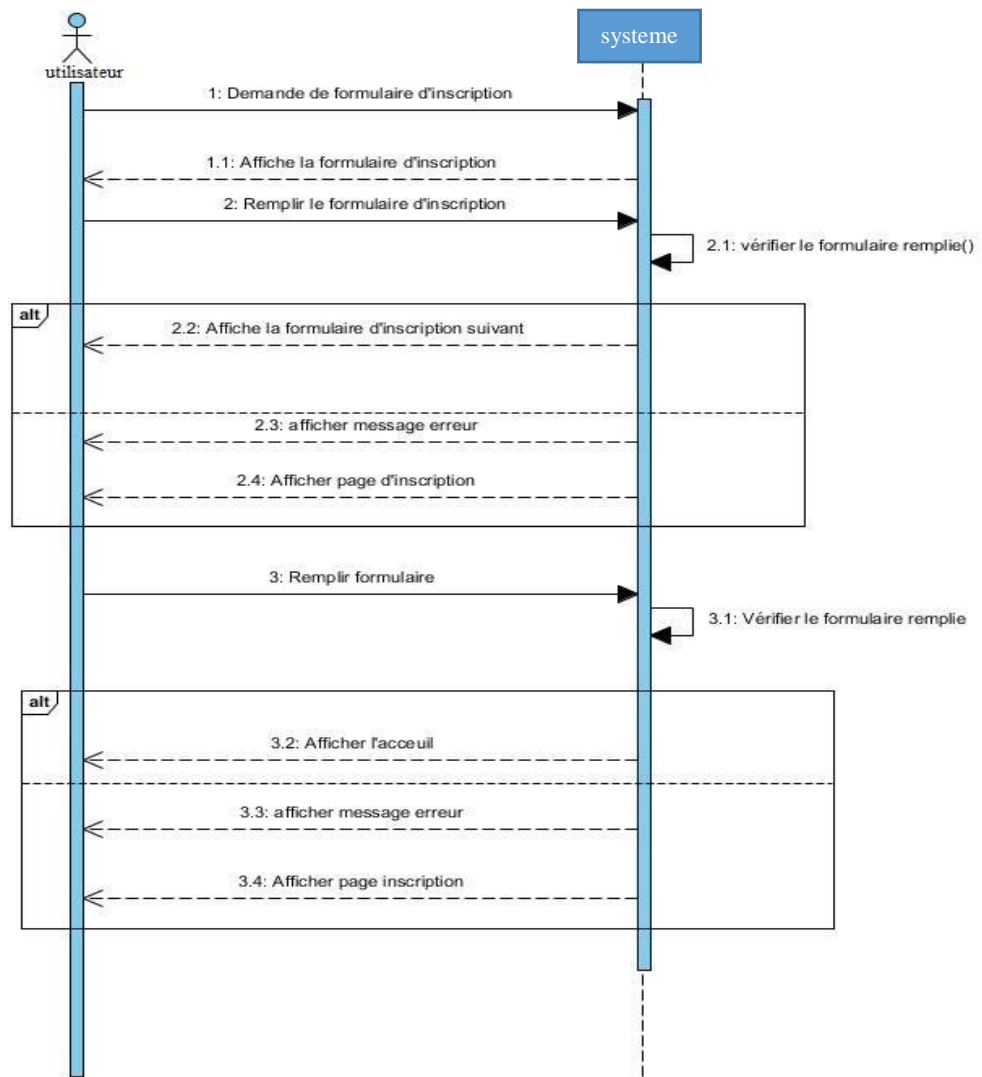 systeme
utilisateur
1: Demande de formulaire d'inscription
1.1: Affiche la formulaire d'inscription
2: Remplir le formulaire d'inscription
2.1: vérifier le formulaire remplie()
alt
2.2: Affiche la formulaire d'inscription suivant
2.3: afficher message erreur
2.4: Afficher page d'inscription
3: Remplir formulaire
3.1: Vérifier le formulaire remplie
alt
3.2: Afficher l'acceuil
3.3: afficher message erreur
3.4: Afficher page inscription